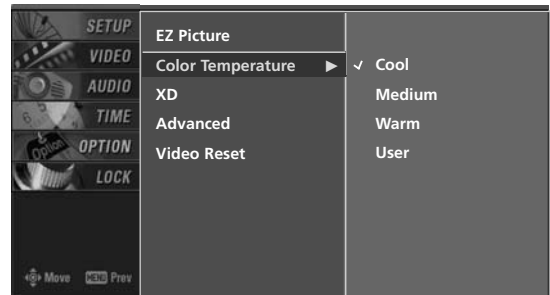 SETUP
VIDEO
AUDIO
TIME
OPTION
LOCK
Move MENU Prev
EZ Picture
Color Temperature ▶
XD
Advanced
Video Reset
✓ Cool
Medium
Warm
User